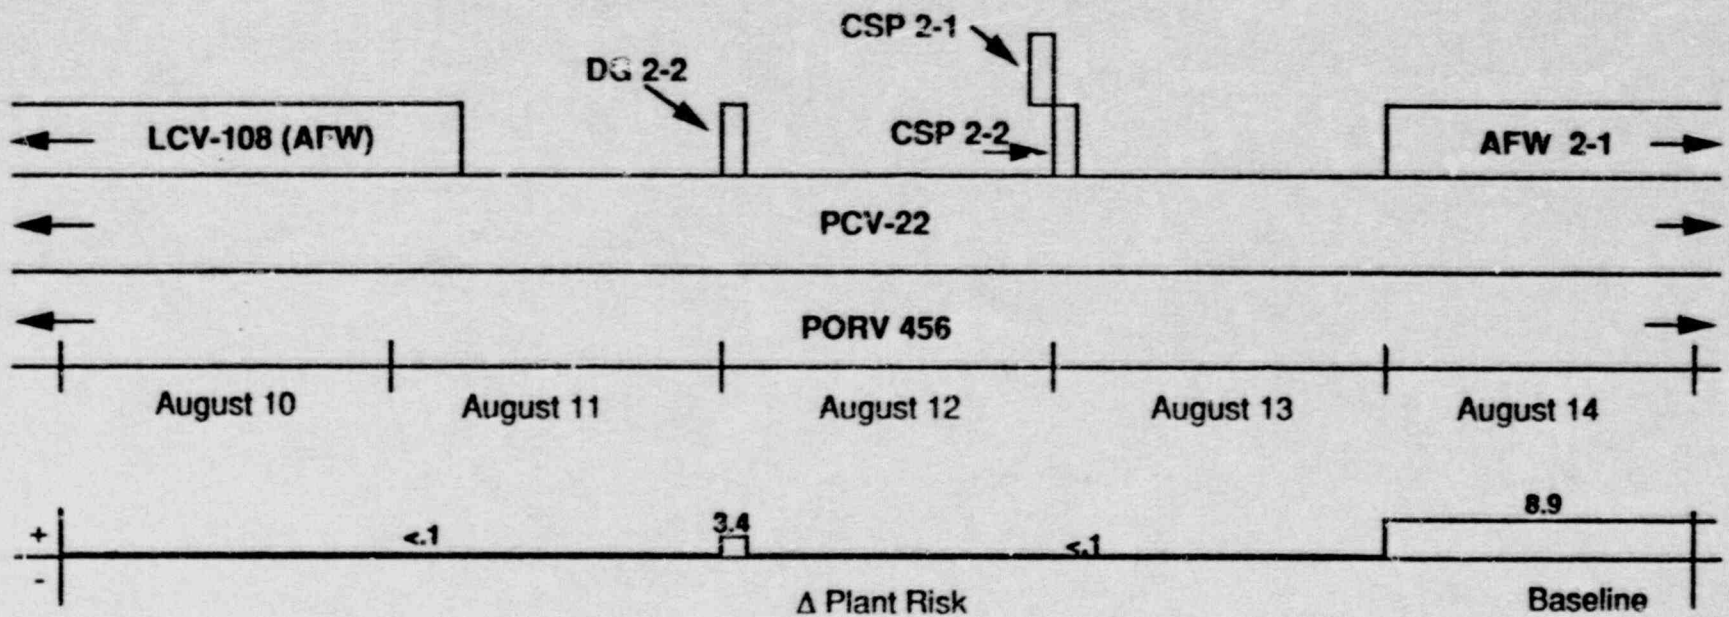 CSP 2-1
DG 2-2
LCV-108 (AFW)
CSP 2-2
AFW 2-1
PCV-22
PORV 456
August 10
August 11
August 12
August 13
August 14
+
<.1
3.4
<.1
8.9
-
Δ Plant Risk
Baseline